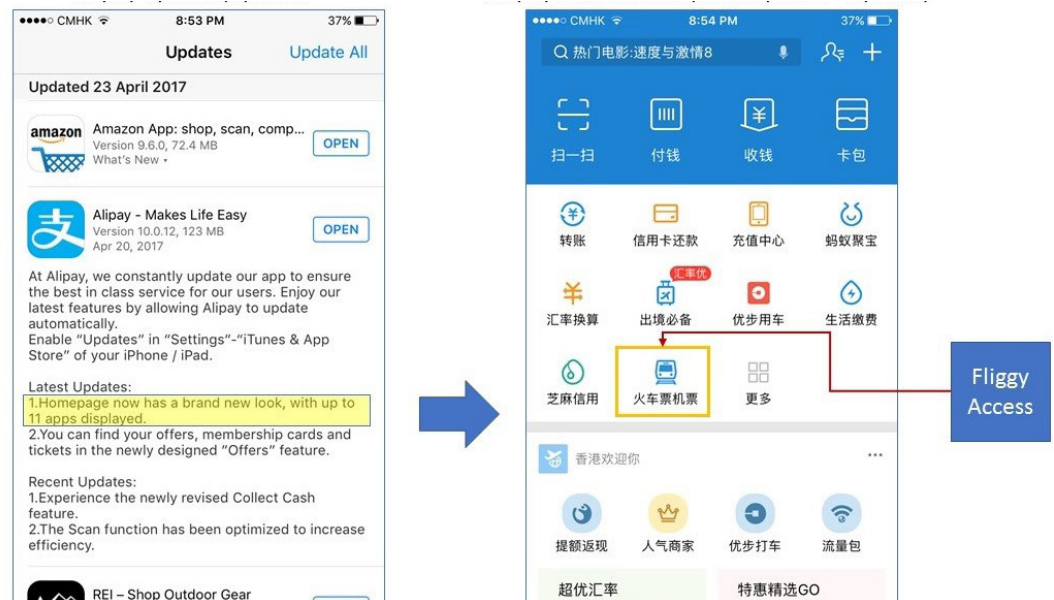 CMHK
8:53 PM
37%
Updates
Update All
Updated 23 April 2017
amazon
Amazon App: shop, scan, comp...
Version 9.6.0, 72.4 MB
What's New
OPEN
支
Alipay - Makes Life Easy
Version 10.0.12, 123 MB
Apr 20, 2017
OPEN
At Alipay, we constantly update our app to ensure
the best in class service for our users. Enjoy our
latest features by allowing Alipay to update
automatically.
Enable "Updates" in "Settings"-"iTunes & App
Store" of your iPhone / iPad.
Latest Updates:
1.Homepage now has a brand new look, with up to
11 apps displayed.
2.You can find your offers, membership cards and
tickets in the newly designed "Offers" feature.
Recent Updates:
1.Experience the newly revised Collect Cash
feature.
2.The Scan function has been optimized to increase
efficiency.
REI – Shop Outdoor Gear
CMHK
8:54 PM
37%
热门电影:速度与激情8
扫一扫
付钱
收钱
卡包
转账
信用卡还款
充值中心
蚂蚁聚宝
汇率优
汇率换算
出境必备
优步用车
生活缴费
芝麻信用
火车票机票
更多
香港欢迎你
提额返现
人气商家
优步打车
流量包
超优汇率
特惠精选GO
Fliggy
Access